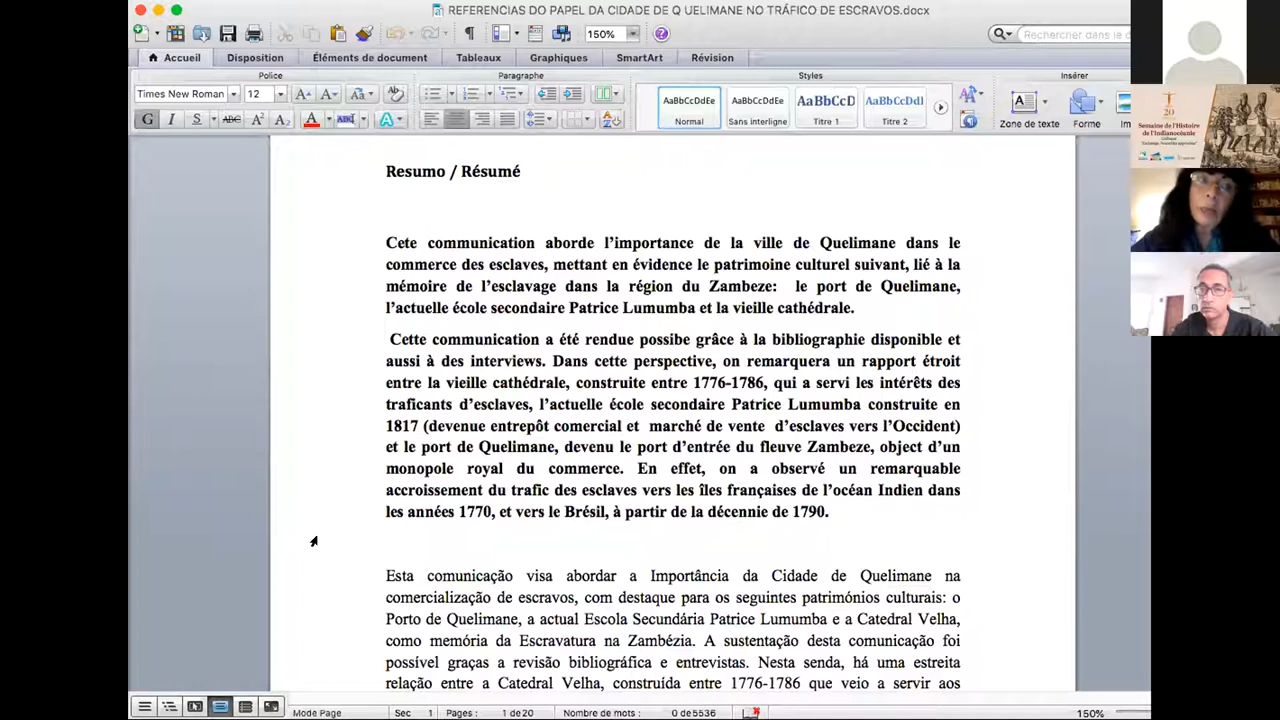 REFERENCIAS DO PAPEL DA CIDADE DE Q UELIMANE NO TRÁFICO DE ESCRAVOS.docx
150%
Rechercher dans le d
Accueil Disposition Éléments de document Tableaux Graphiques SmartArt Révision
Police Paragraphe Styles Insérer
Times New Roman 12
AaBbCcDdEe AaBbCcDdEe AaBbCcD AaBbCcDdI
Normal Sans interligne Titre 1 Titre 2 Zone de texte Forme Im
Resumo / Résumé
Cete communication aborde l’importance de la ville de Quelimane dans le
commerce des esclaves, mettant en évidence le patrimoine culturel suivant, lié à la
mémoire de l’esclavage dans la région du Zambeze: le port de Quelimane,
l’actuelle école secondaire Patrice Lumumba et la vieille cathédrale.
Cette communication a été rendue possibe grâce à la bibliographie disponible et
aussi à des interviews. Dans cette perspective, on remarquera un rapport étroit
entre la vieille cathédrale, construite entre 1776-1786, qui a servi les intérêts des
traficants d’esclaves, l’actuelle école secondaire Patrice Lumumba construite en
1817 (devenue entrepôt comercial et marché de vente d’esclaves vers l’Occident)
et le port de Quelimane, devenu le port d’entrée du fleuve Zambeze, object d’un
monopole royal du commerce. En effet, on a observé un remarquable
accroissement du trafic des esclaves vers les îles françaises de l’océan Indien dans
les années 1770, et vers le Brésil, à partir de la décennie de 1790.
Esta comunicação visa abordar a Importância da Cidade de Quelimane na
comercialização de escravos, com destaque para os seguintes patrimónios culturais: o
Porto de Quelimane, a actual Escola Secundária Patrice Lumumba e a Catedral Velha,
como memória da Escravatura na Zambézia. A sustentação desta comunicação foi
possível graças a revisão bibliográfica e entrevistas. Nesta senda, há uma estreita
relação entre a Catedral Velha, construída entre 1776-1786 que veio a servir aos
Mode Page Sec 1 Pages : 1 de 20 Nombre de mots : 0 de 5536 150%
20
Semaine de l'Histoire
de l'Indianocéanie